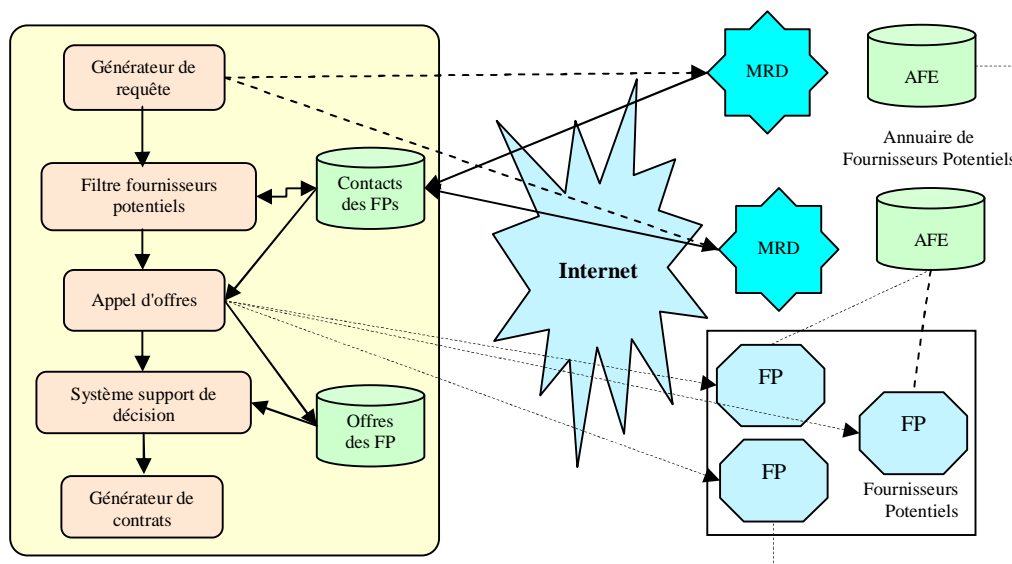 Générateur de
requête
Filtre fournisseurs
potentiels
Appel d'offres
Système support de
décision
Générateur de
contrats
Contacts
des FPs
Offres
des FP
Internet
MRD
MRD
AFE
Annuaire de
Fournisseurs Potentiels
AFE
FP
FP
FP
Fournisseurs
Potentiels